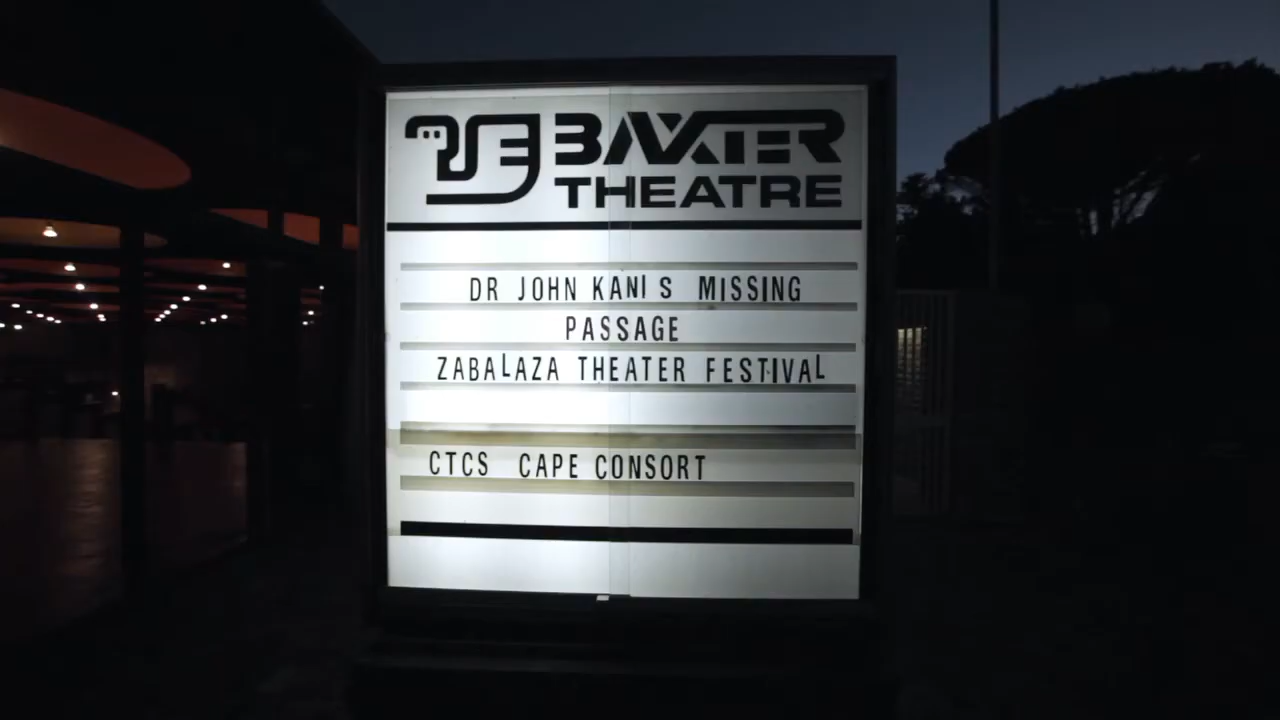 BAXTER
THEATRE
DR JOHN KANI S MISSING
PASSAGE
ZABALAZA THEATER FESTIVAL
CTCS CAPE CONSORT